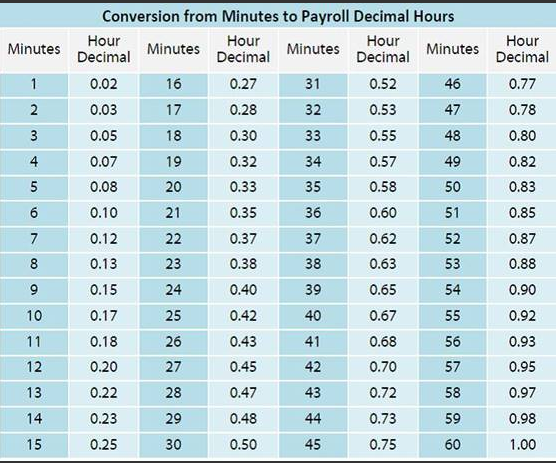 Conversion from Minutes to Payroll Decimal Hours
Minutes Hour Decimal Minutes Hour Decimal Minutes Hour Decimal Minutes Hour Decimal
1 0.02 16 0.27 31 0.52 46 0.77
2 0.03 17 0.28 32 0.53 47 0.78
3 0.05 18 0.30 33 0.55 48 0.80
4 0.07 19 0.32 34 0.57 49 0.82
5 0.08 20 0.33 35 0.58 50 0.83
6 0.10 21 0.35 36 0.60 51 0.85
7 0.12 22 0.37 37 0.62 52 0.87
8 0.13 23 0.38 38 0.63 53 0.88
9 0.15 24 0.40 39 0.65 54 0.90
10 0.17 25 0.42 40 0.67 55 0.92
11 0.18 26 0.43 41 0.68 56 0.93
12 0.20 27 0.45 42 0.70 57 0.95
13 0.22 28 0.47 43 0.72 58 0.97
14 0.23 29 0.48 44 0.73 59 0.98
15 0.25 30 0.50 45 0.75 60 1.00